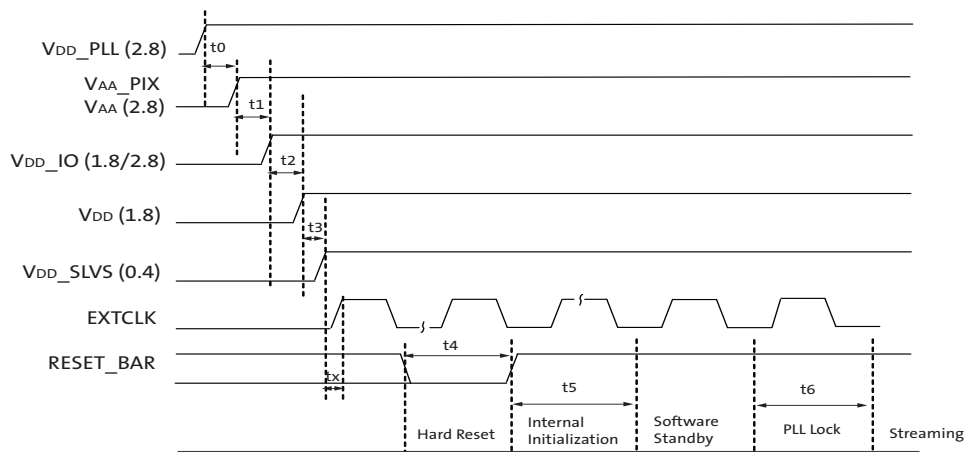 VDD_PLL (2.8)
t0
VAA_PIX
VAA (2.8)
t1
VDD_IO (1.8/2.8)
t2
VDD (1.8)
t3
VDD_SLVS (0.4)
EXTCLK
RESET_BAR
t4
tx
t5
t6
Hard Reset
Internal
Initialization
Software
Standby
PLL Lock
Streaming